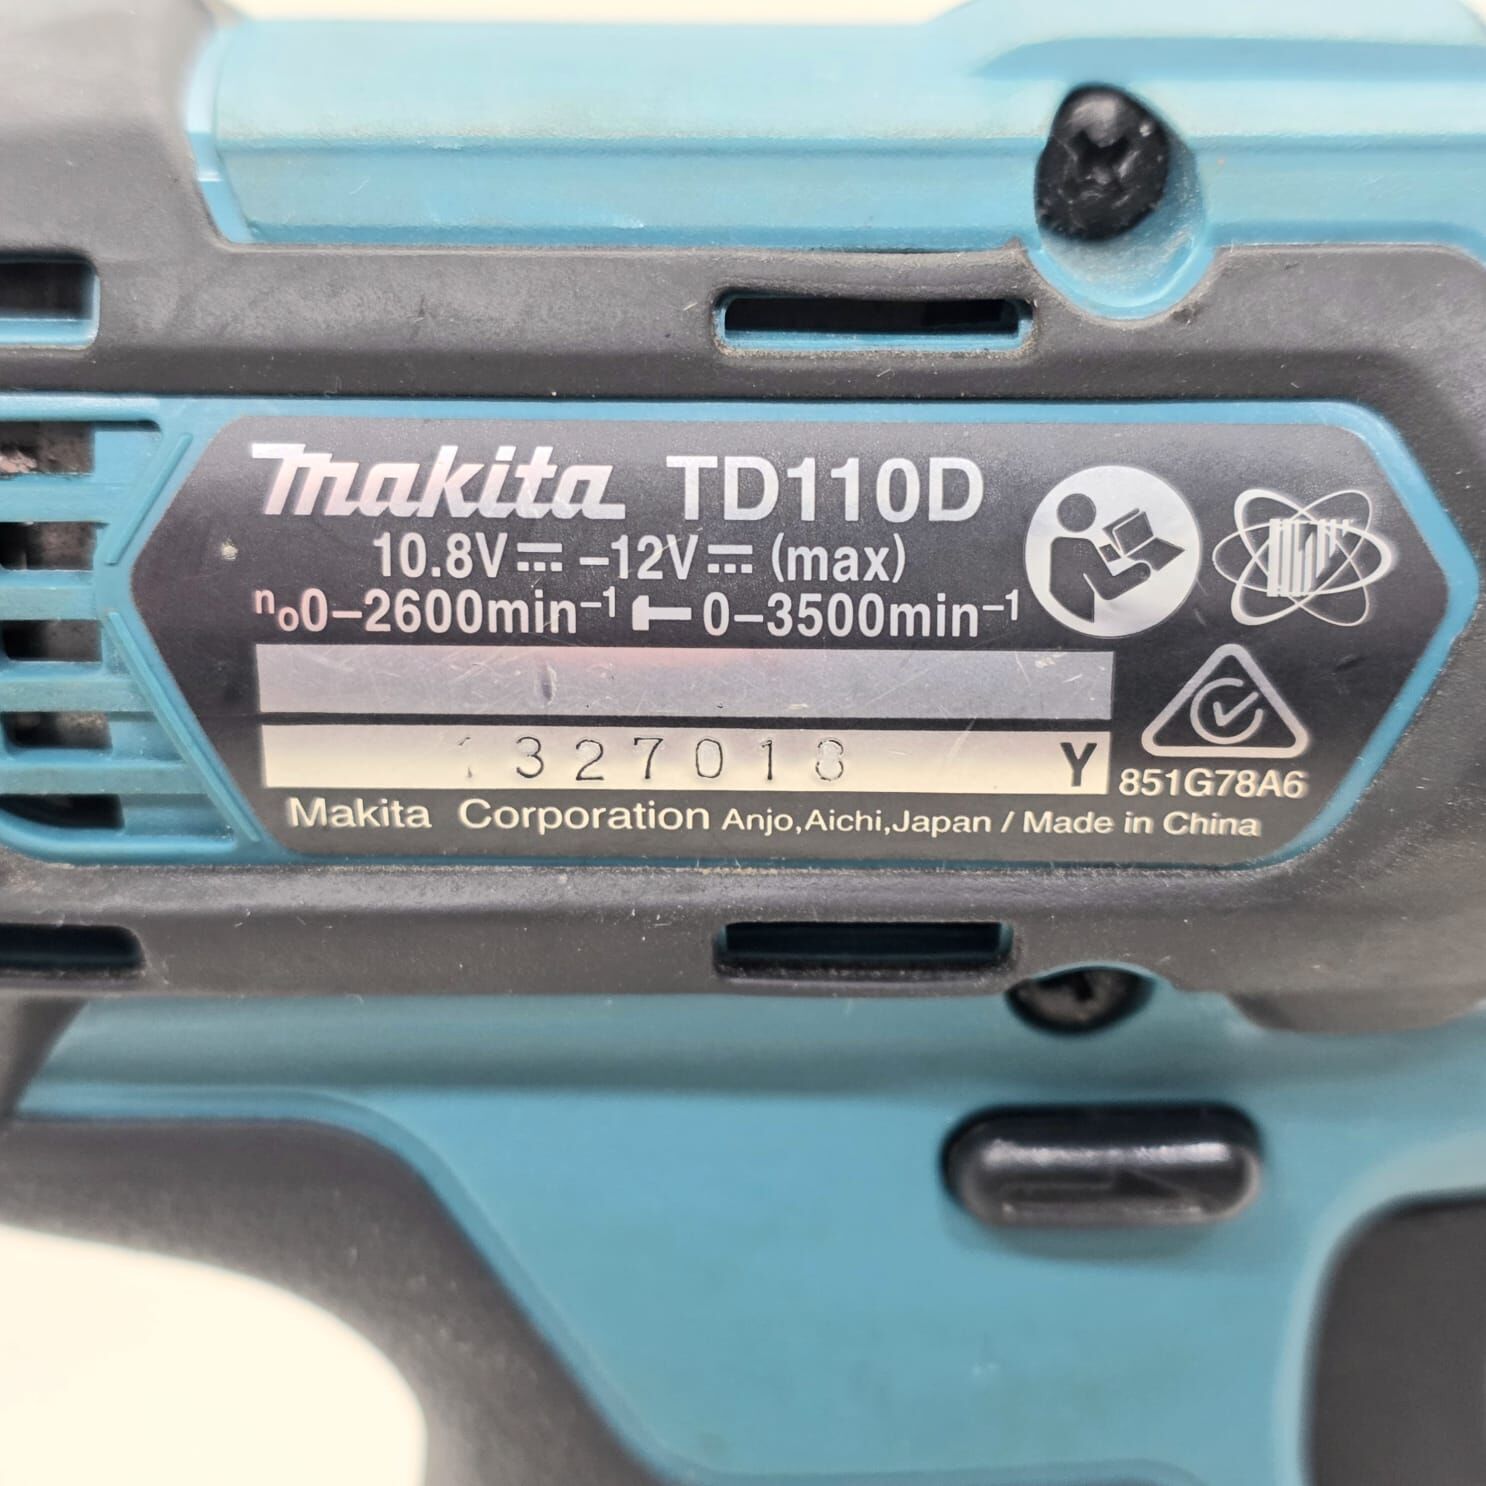 makita TD110D
10.8V⎓ –12V⎓ (max)
n₀0–2600min⁻¹ 0–3500min⁻¹
1327018 Y
851G78A6
Makita Corporation Anjo,Aichi,Japan / Made in China